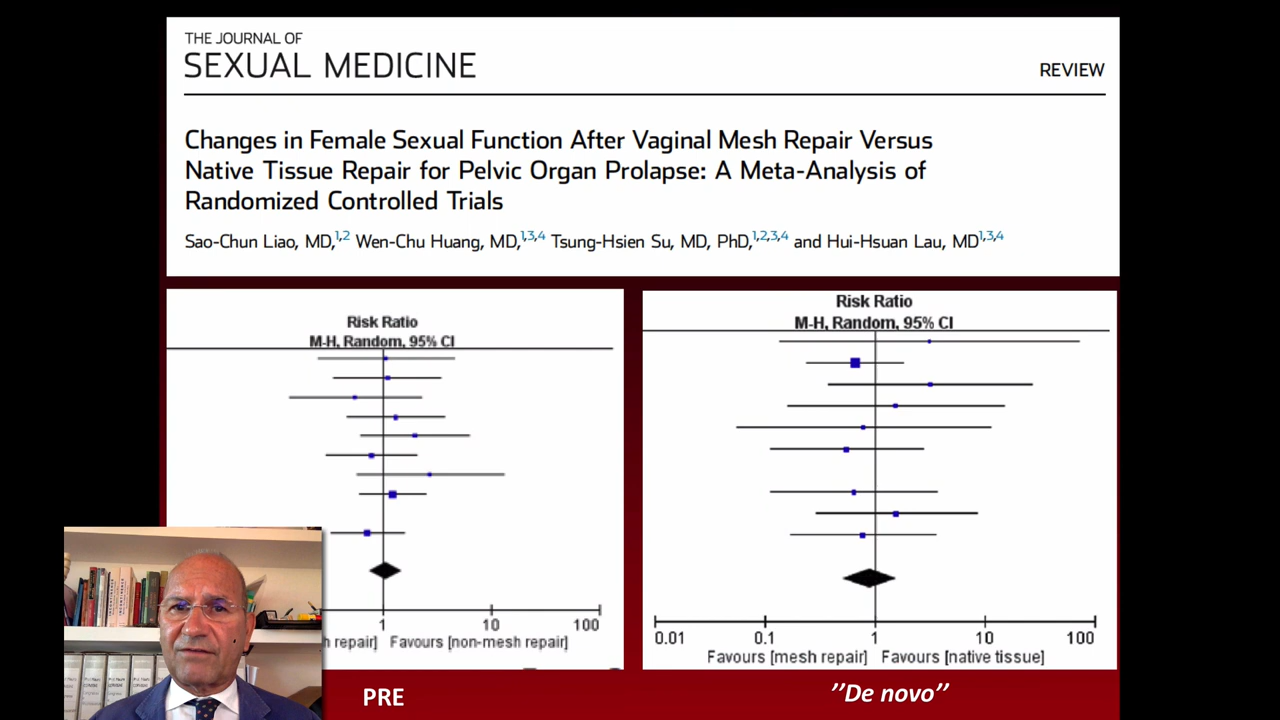 THE JOURNAL OF
SEXUAL MEDICINE
REVIEW
Changes in Female Sexual Function After Vaginal Mesh Repair Versus
Native Tissue Repair for Pelvic Organ Prolapse: A Meta-Analysis of
Randomized Controlled Trials
Sao-Chun Liao, MD,1,2 Wen-Chu Huang, MD,1,3,4 Tsung-Hsien Su, MD, PhD,1,2,3,4 and Hui-Hsuan Lau, MD1,3,4
Risk Ratio
M-H, Random, 95% CI
1 10 100
h repair] Favours [non-mesh repair]
PRE
Risk Ratio
M-H, Random, 95% CI
0.01 0.1 1 10 100
Favours [mesh repair] Favours [native tissue]
’’De novo’’